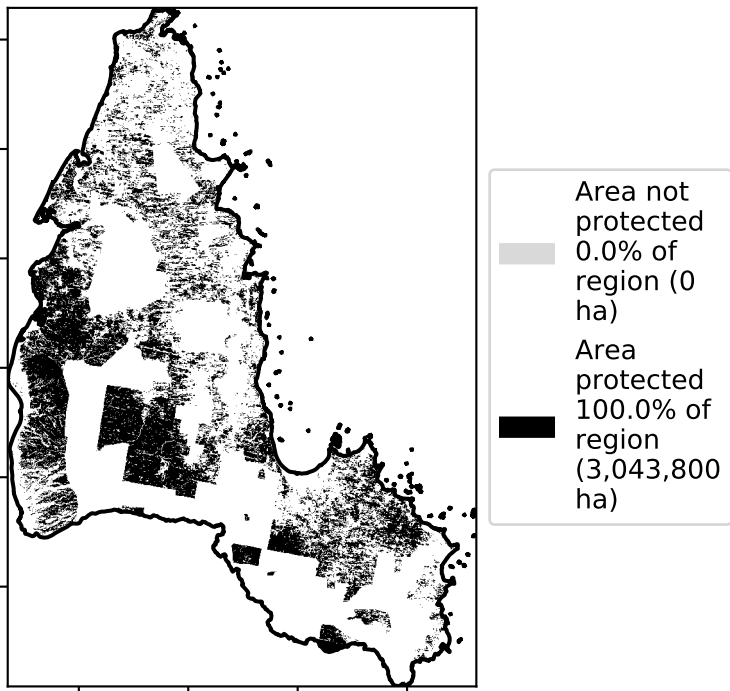 Area not
protected
0.0% of
region (0
ha)
Area
protected
100.0% of
region
(3,043,800
ha)